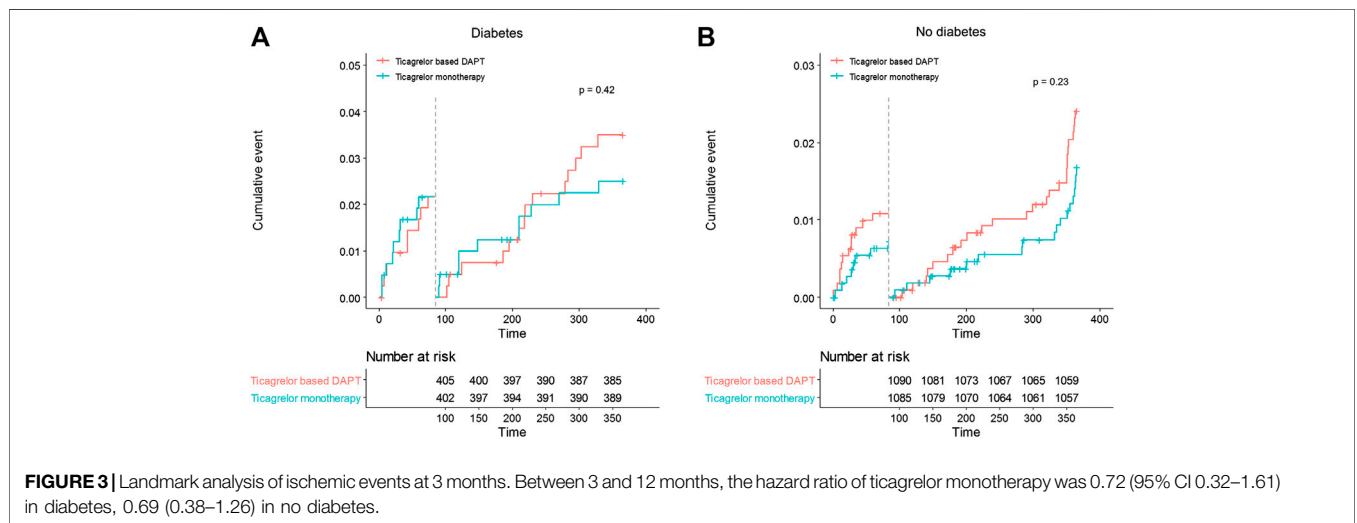 A
Diabetes
Ticagrelor based DAPT
Ticagrelor monotherapy
p = 0.42
Cumulative event
0.05
0.04
0.03
0.02
0.01
0.00
0 100 200 300 400
Time
Number at risk
Ticagrelor based DAPT 405 400 397 390 387 385
Ticagrelor monotherapy 402 397 394 391 390 389
100 150 200 250 300 350
Time
B
No diabetes
Ticagrelor based DAPT
Ticagrelor monotherapy
p = 0.23
Cumulative event
0.03
0.02
0.01
0.00
0 100 200 300 400
Time
Number at risk
Ticagrelor based DAPT 1090 1081 1073 1067 1065 1059
Ticagrelor monotherapy 1085 1079 1070 1064 1061 1057
100 150 200 250 300 350
Time
FIGURE 3 | Landmark analysis of ischemic events at 3 months. Between 3 and 12 months, the hazard ratio of ticagrelor monotherapy was 0.72 (95% CI 0.32–1.61)
in diabetes, 0.69 (0.38–1.26) in no diabetes.